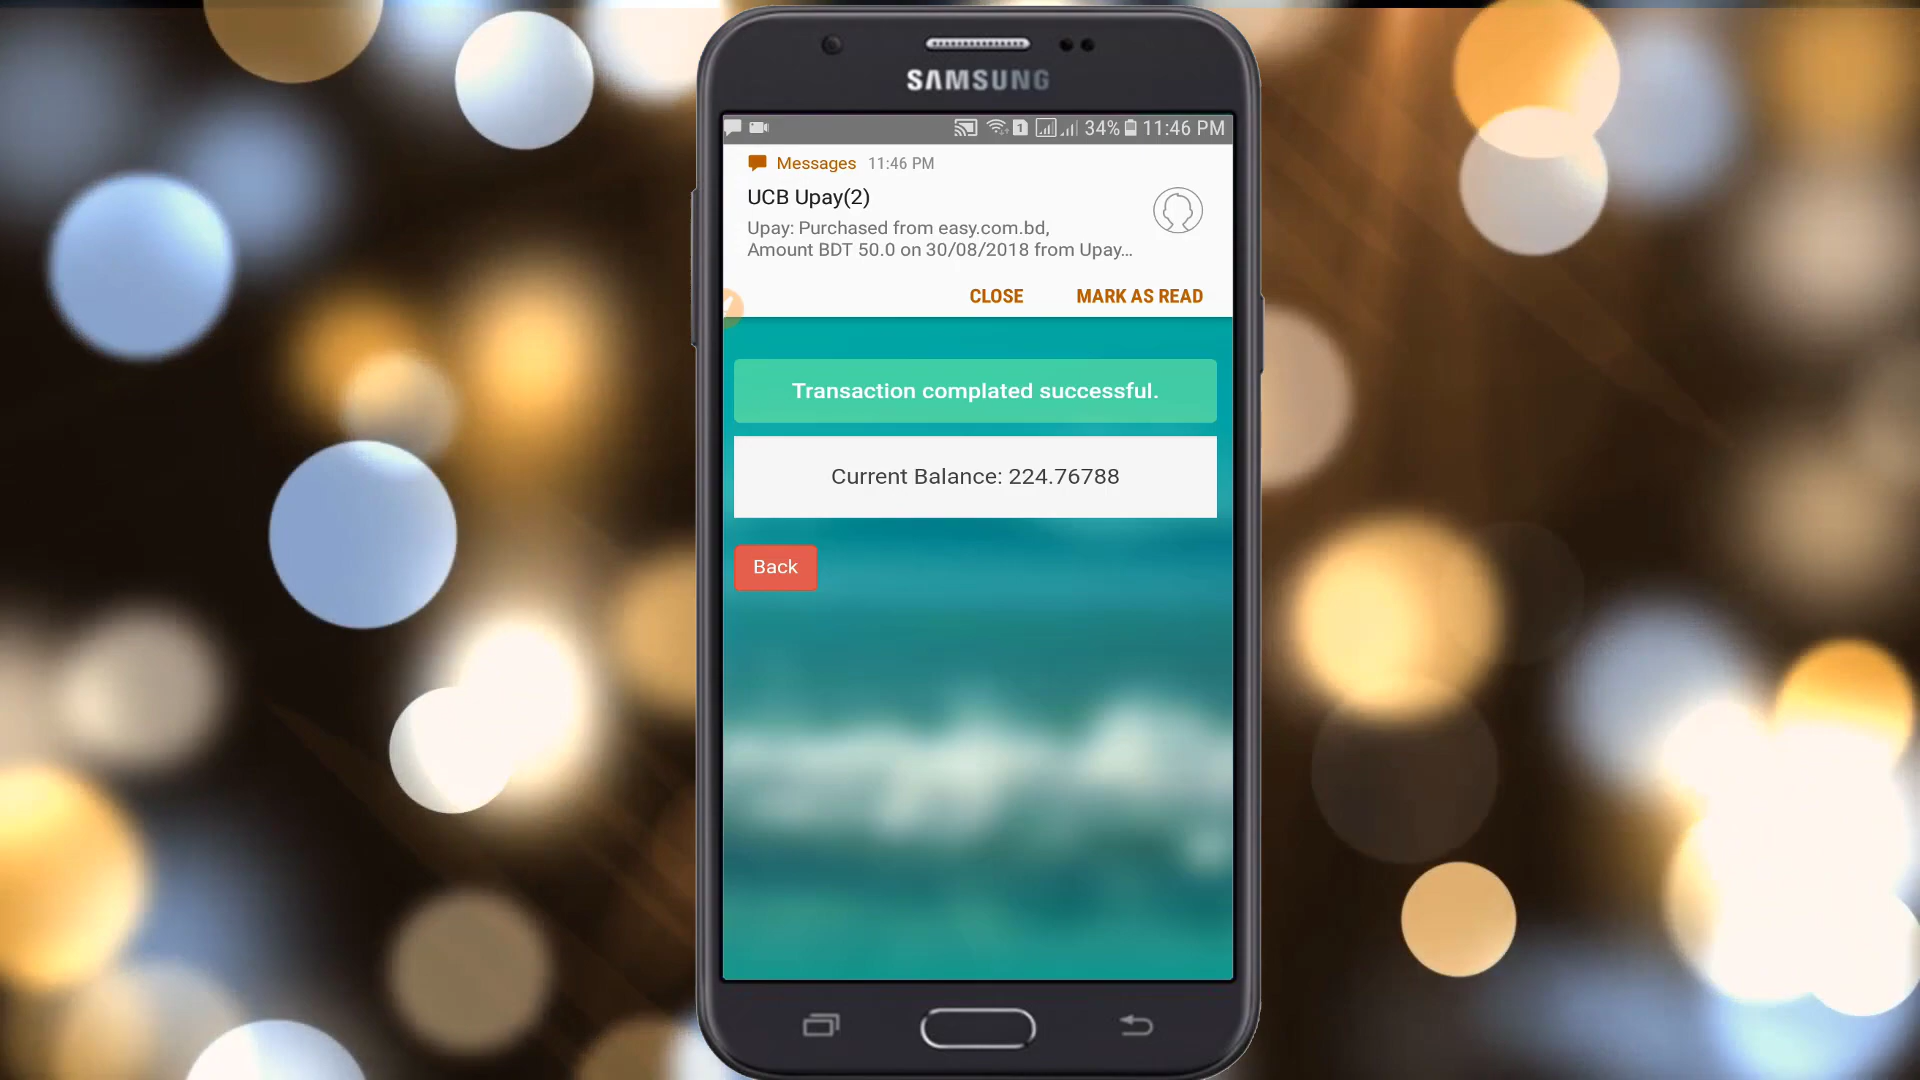 SAMSUNG
1 34% 11:46 PM
Messages 11:46 PM
UCB Upay(2)
Upay: Purchased from easy.com.bd,
Amount BDT 50.0 on 30/08/2018 from Upay...
CLOSE MARK AS READ
Transaction complated successful.
Current Balance: 224.76788
Back